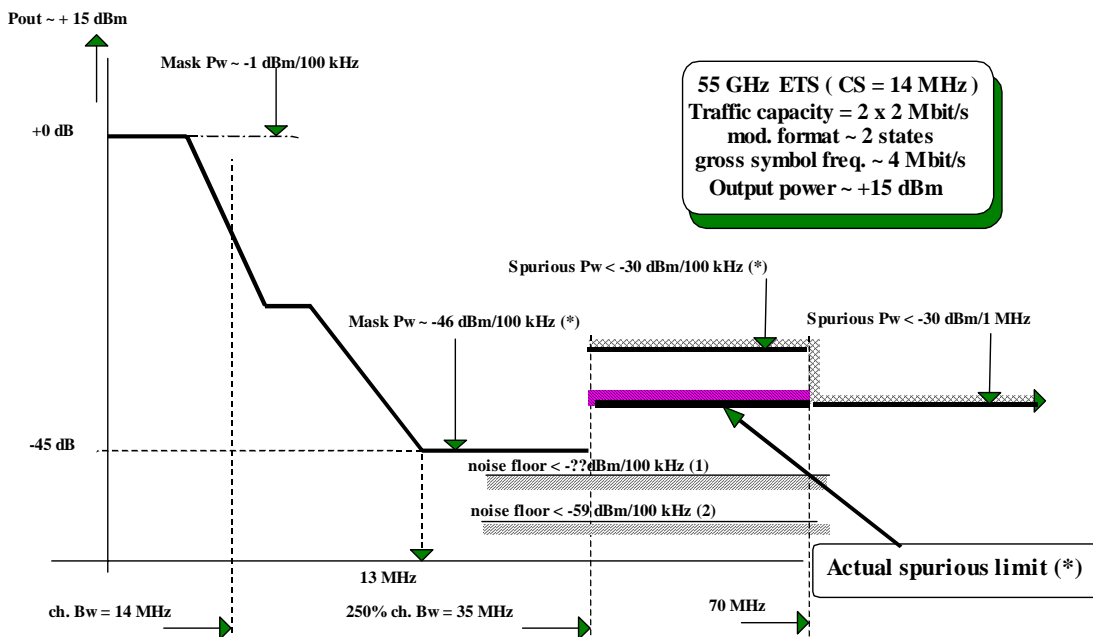 Pout ~ + 15 dBm
Mask Pw ~ -1 dBm/100 kHz
55 GHz ETS ( CS = 14 MHz )
Traffic capacity = 2 x 2 Mbit/s
mod. format ~ 2 states
gross symbol freq. ~ 4 Mbit/s
Output power ~ +15 dBm
+0 dB
Spurious Pw < -30 dBm/100 kHz (*)
Mask Pw ~ -46 dBm/100 kHz (*)
Spurious Pw < -30 dBm/1 MHz
-45 dB
noise floor < -??dBm/100 kHz (1)
noise floor < -59 dBm/100 kHz (2)
Actual spurious limit (*)
13 MHz
ch. Bw = 14 MHz
250% ch. Bw = 35 MHz
70 MHz